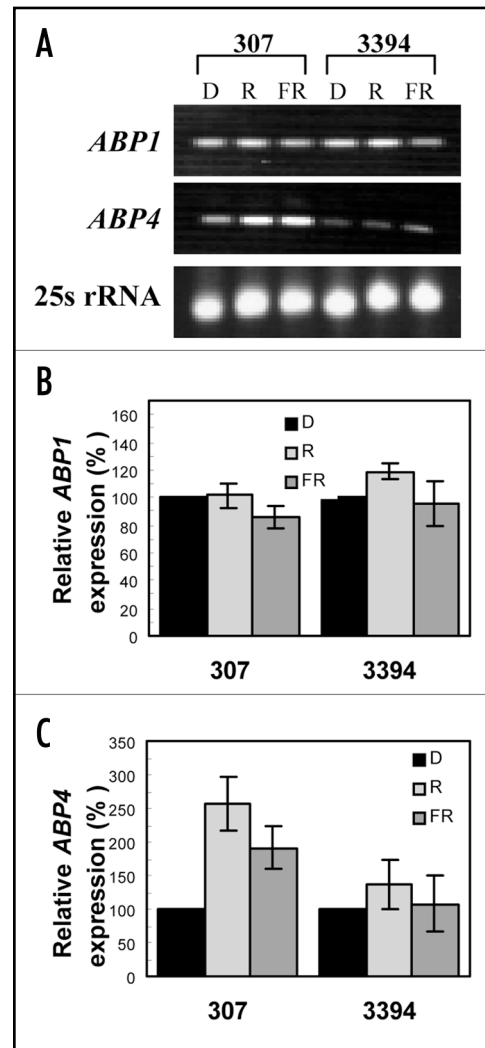 A
307 3394
D R FR D R FR
ABP1
ABP4
25s rRNA
B
Relative ABP1
expression (% )
160
140
120
100
80
60
40
20
0
D
R
FR
307 3394
C
Relative ABP4
expression (% )
350
300
250
200
150
100
50
0
D
R
FR
307 3394